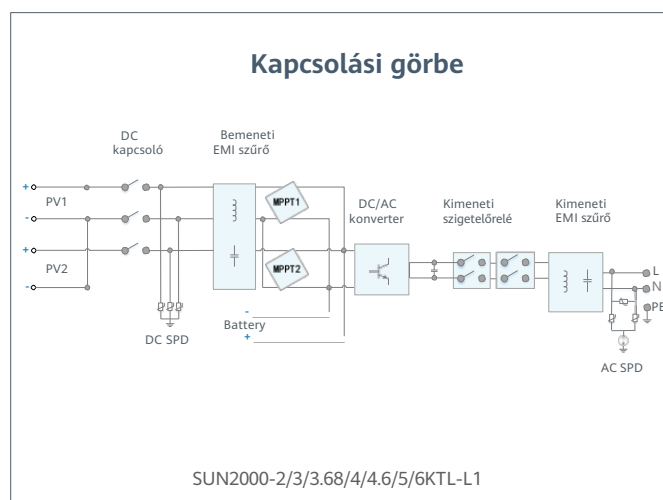 Kapcsolási görbe
DC
kapcsoló
Bemeneti
EMI szűrő
DC/AC
konverter
Kimeneti
szigetelőrelé
Kimeneti
EMI szűrő
+
PV1
-
+
PV2
-
MPPT1
MPPT2
L
N
PE
DC SPD
-
Battery
+
AC SPD
SUN2000-2/3/3.68/4/4.6/5/6KTL-L1